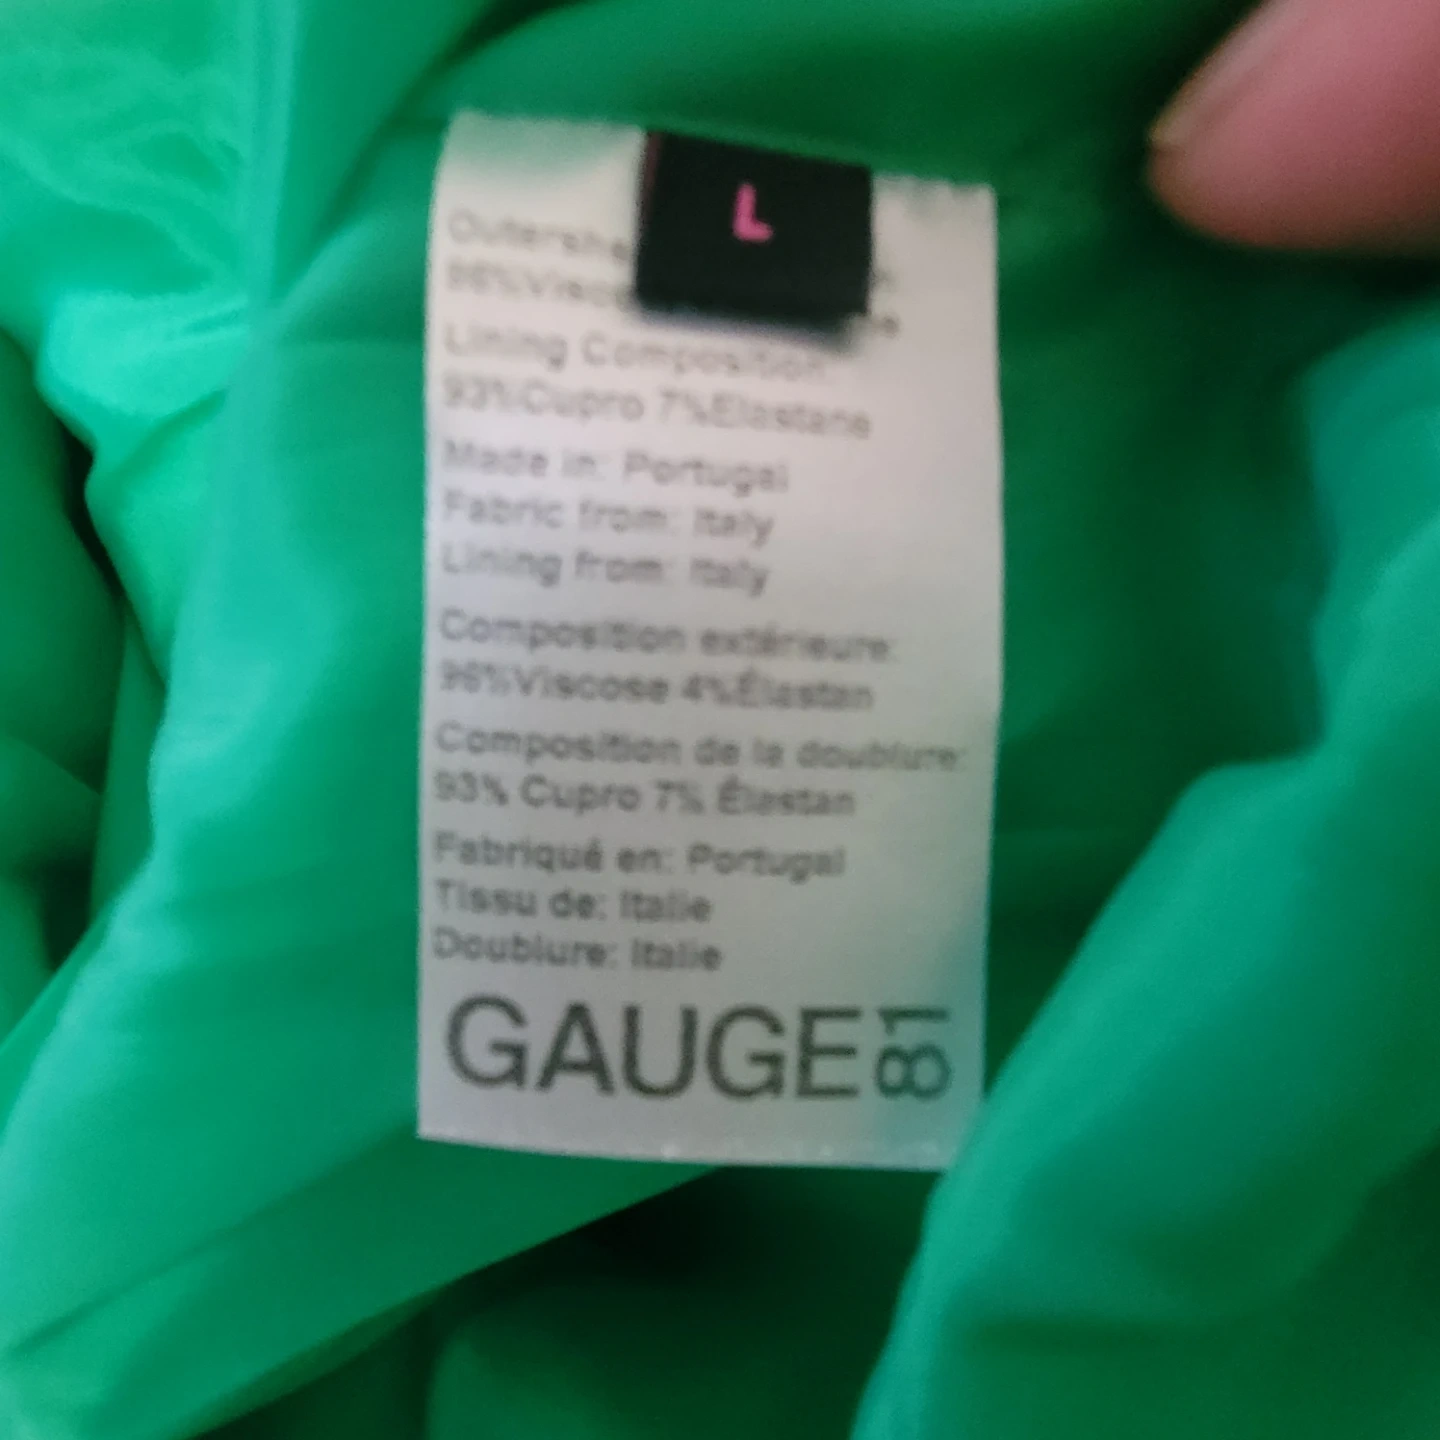 L
96%
Lining Composition:
93%Cupro 7%Elastane
Made in: Portugal
Fabric from: Italy
Lining from: Italy
Composition extérieure:
96%Viscose 4%Élastan
Composition de la doublure:
93% Cupro 7% Élastan
Fabriqué en: Portugal
Tissu de: Italie
Doublure: Italie
GAUGE81